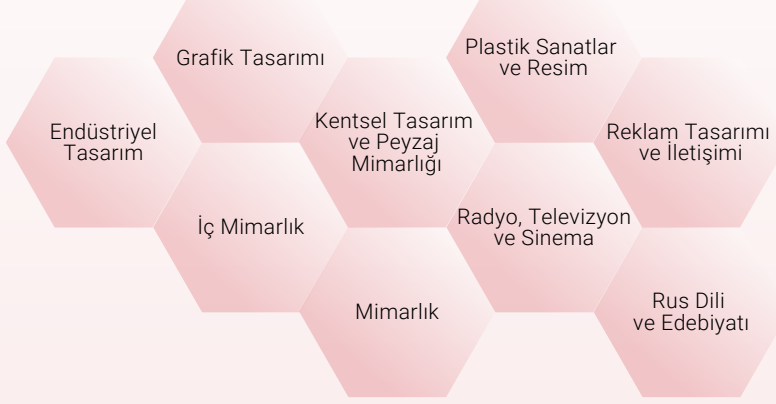 Grafik Tasarımı
Plastik Sanatlar
ve Resim
Endüstriyel
Tasarım
Kentsel Tasarım
ve Peyzaj
Mimarlığı
Reklam Tasarımı
ve İletişimi
İç Mimarlık
Radyo, Televizyon
ve Sinema
Mimarlık
Rus Dili
ve Edebiyatı